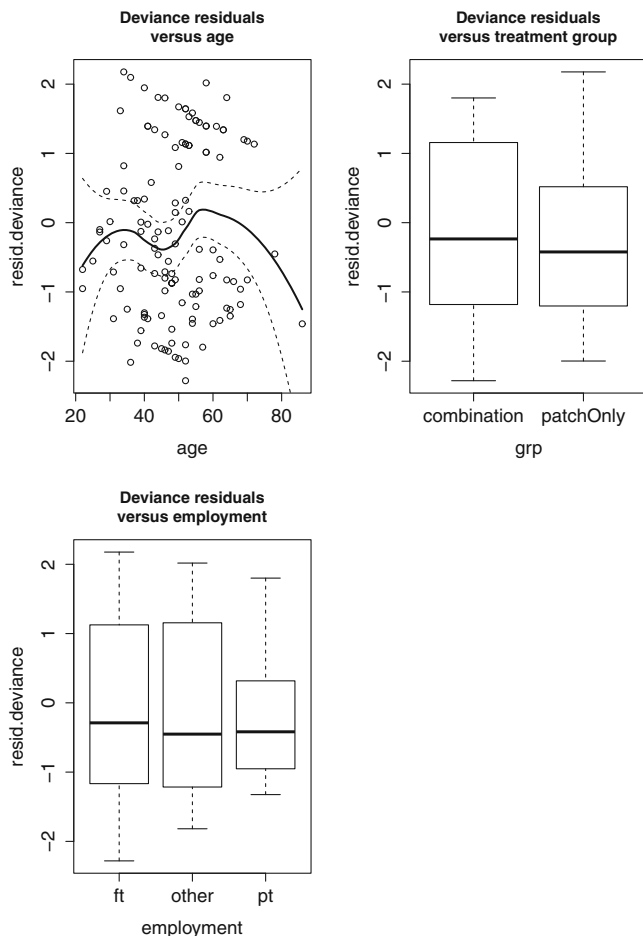 Deviance residuals
versus age
resid.deviance
2
1
0
−1
−2
20
40
60
80
age
Deviance residuals
versus treatment group
resid.deviance
2
1
0
−1
−2
combination
patchOnly
grp
Deviance residuals
versus employment
resid.deviance
2
1
0
−1
−2
ft
other
pt
employment